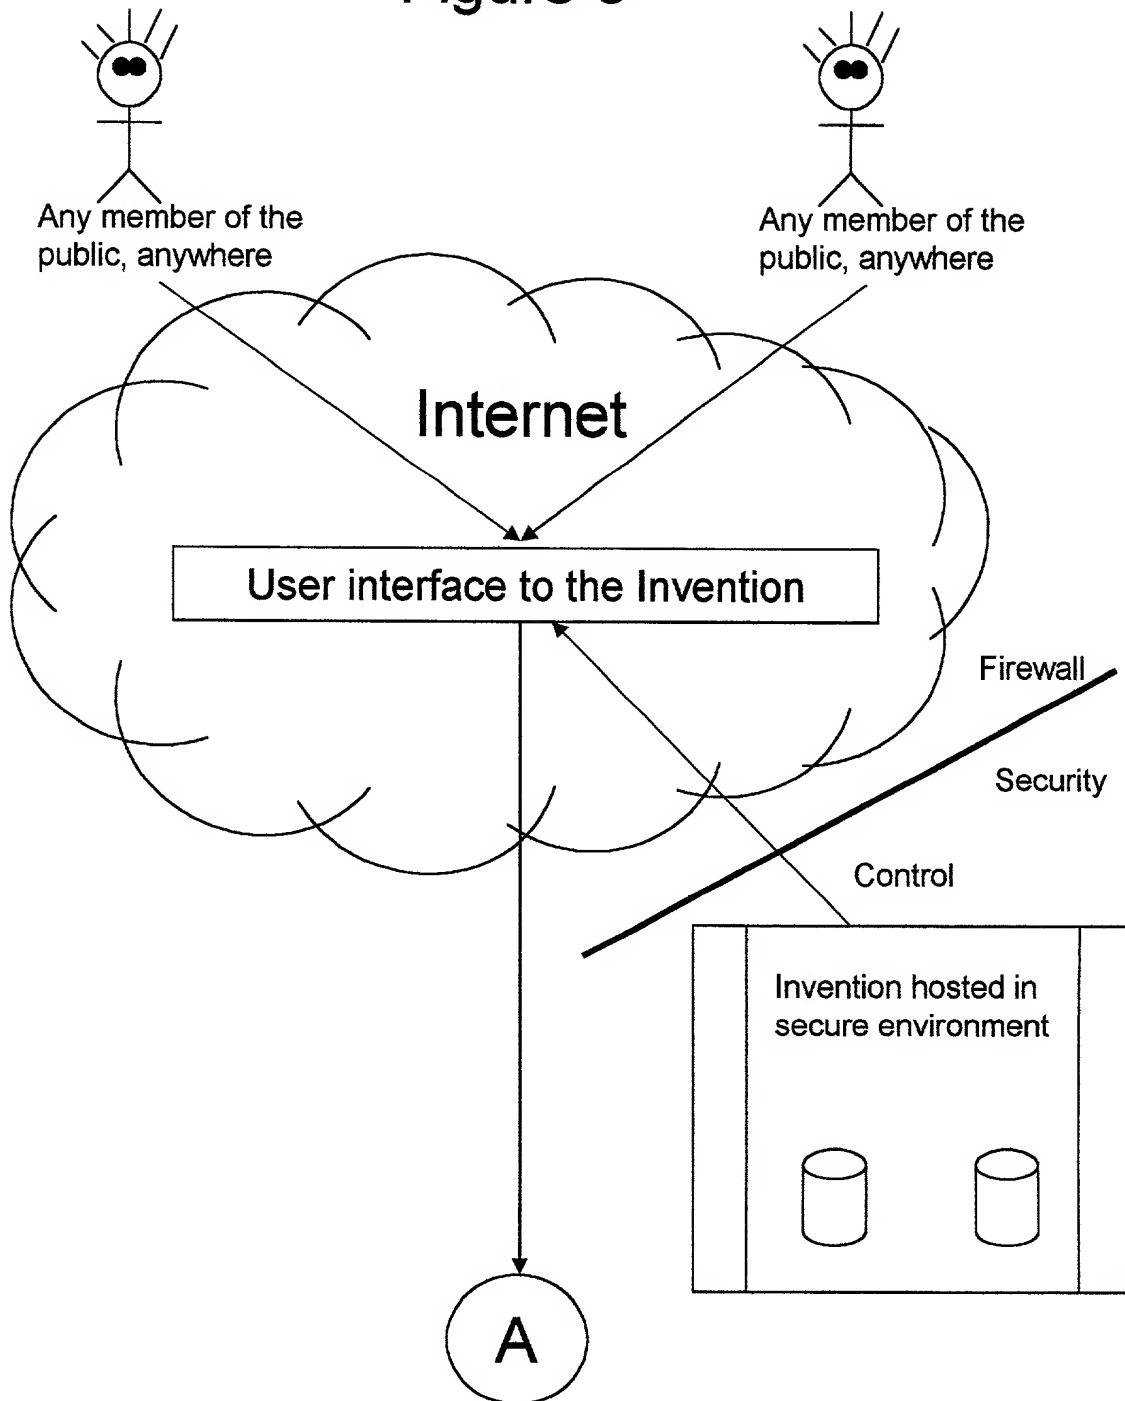 Any member of the
public, anywhere
Any member of the
public, anywhere
Internet
User interface to the Invention
Firewall
Security
Control
Invention hosted in
secure environment
A